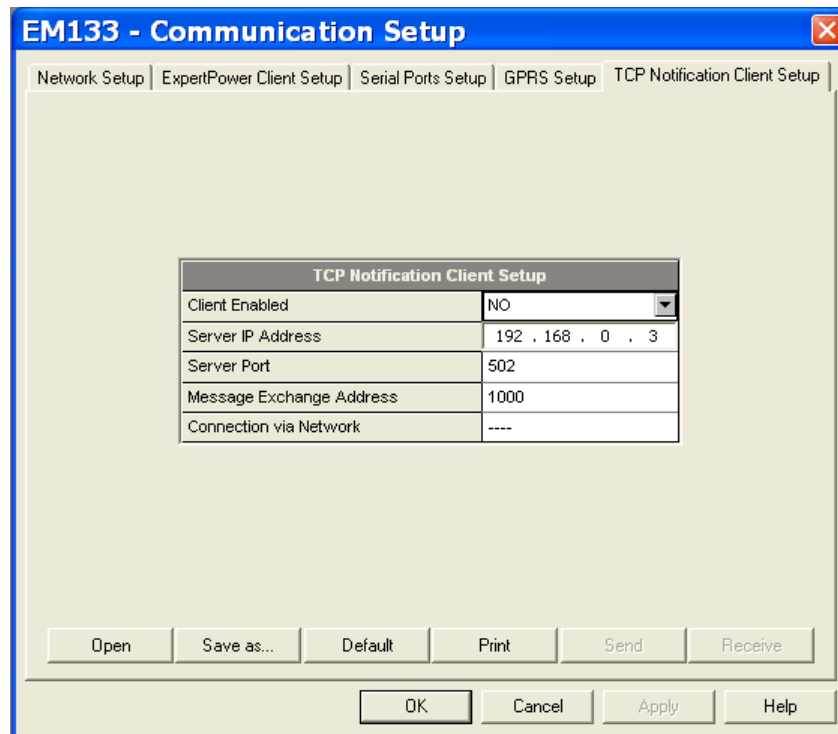 EM133 - Communication Setup
Network Setup ExpertPower Client Setup Serial Ports Setup GPRS Setup TCP Notification Client Setup
TCP Notification Client Setup
Client Enabled NO
Server IP Address 192 . 168 . 0 . 3
Server Port 502
Message Exchange Address 1000
Connection via Network ----
Open Save as... Default Print Send Receive
OK Cancel Apply Help